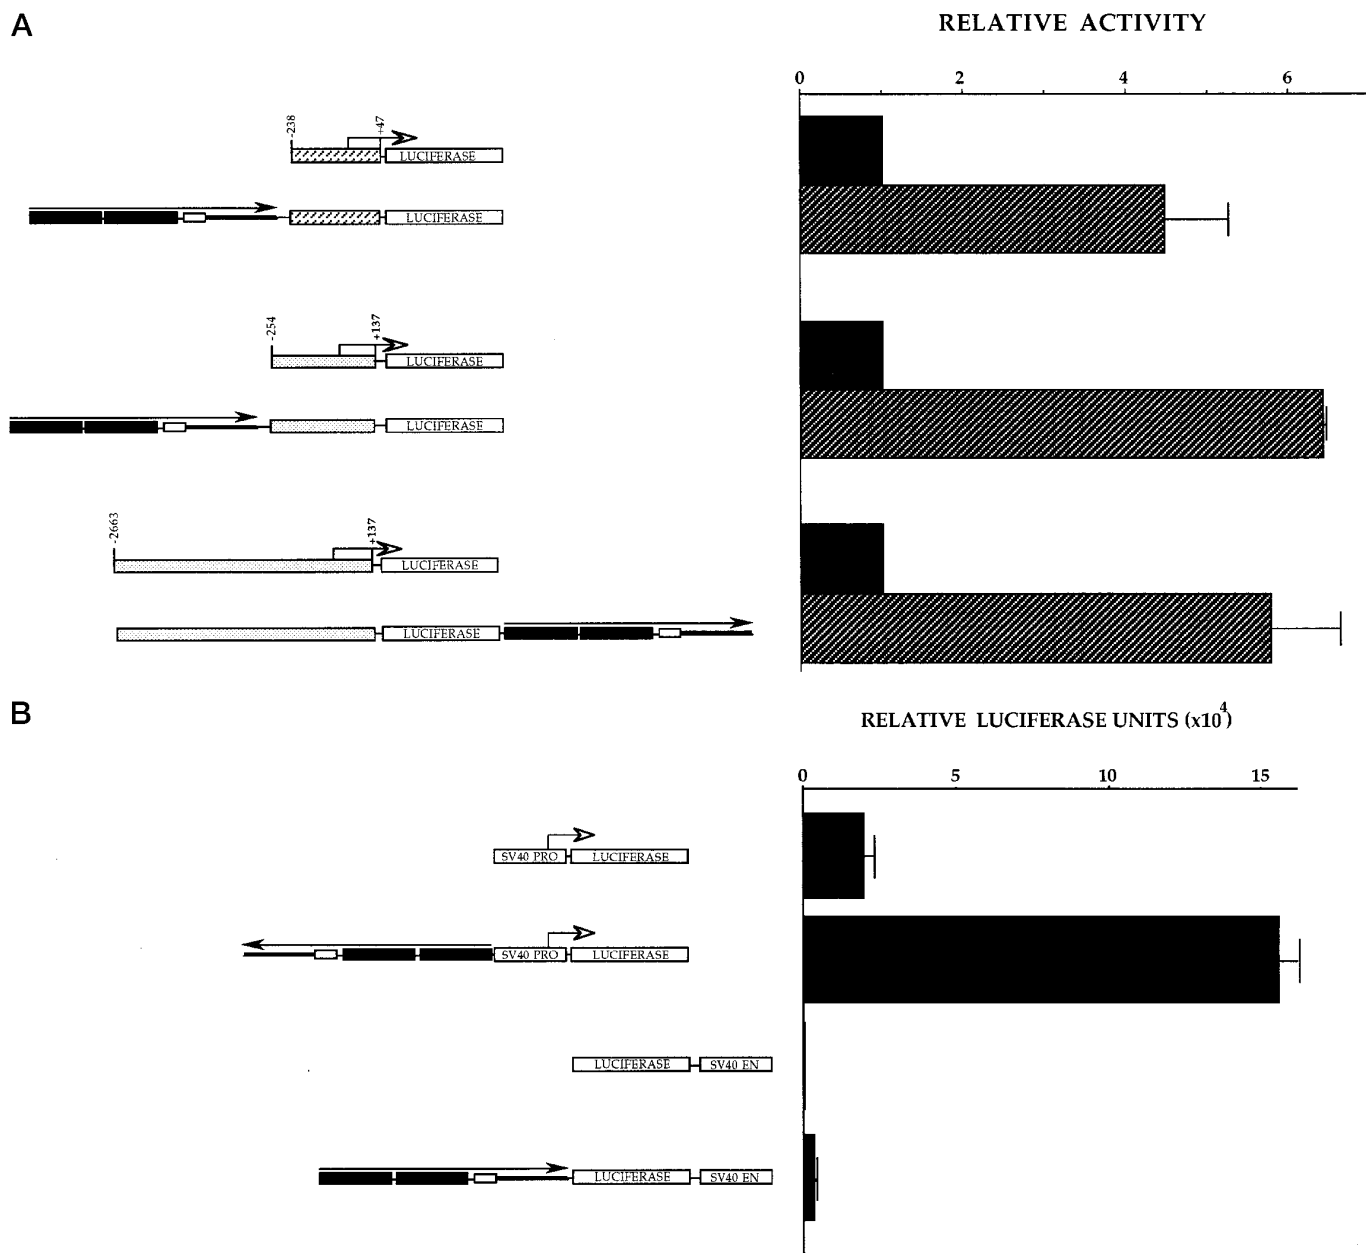 A
RELATIVE ACTIVITY
0 2 4 6
-238 +47
LUCIFERASE
LUCIFERASE
-254 +137
LUCIFERASE
LUCIFERASE
-2663 +137
LUCIFERASE
LUCIFERASE
B
RELATIVE LUCIFERASE UNITS (x10⁴)
0 5 10 15
SV40 PRO LUCIFERASE
SV40 PRO LUCIFERASE
LUCIFERASE SV40 EN
LUCIFERASE SV40 EN